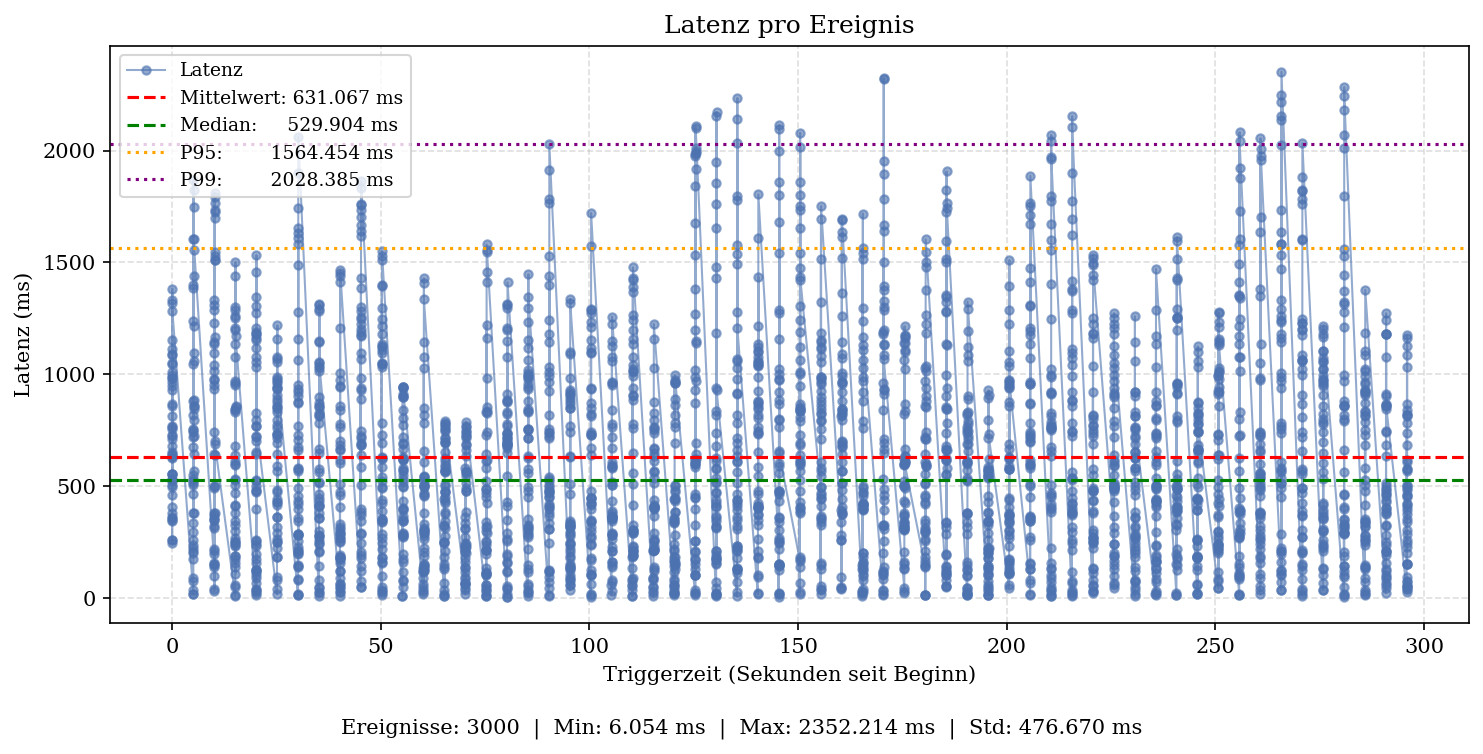 Latenz pro Ereignis
Latenz
Mittelwert: 631.067 ms
Median: 529.904 ms
P95: 1564.454 ms
P99: 2028.385 ms
Latenz (ms)
2000
1500
1000
500
0
0 50 100 150 200 250 300
Triggerzeit (Sekunden seit Beginn)
Ereignisse: 3000 | Min: 6.054 ms | Max: 2352.214 ms | Std: 476.670 ms